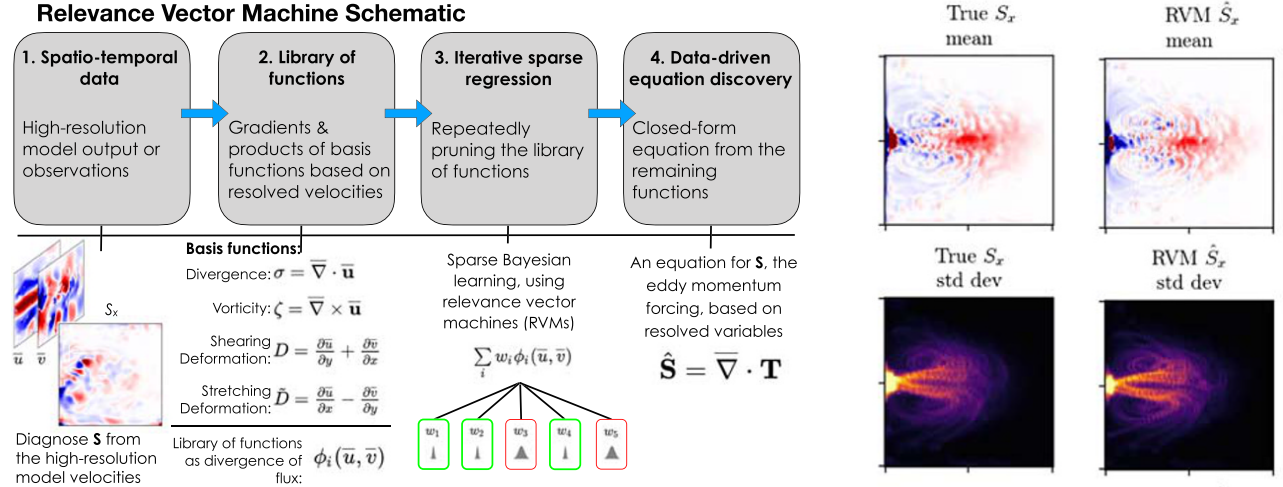 Relevance Vector Machine Schematic
1. Spatio-temporal
data
High-resolution
model output or
observations
2. Library of
functions
Gradients &
products of basis
functions based on
resolved velocities
3. Iterative sparse
regression
Repeatedly
pruning the library
of functions
4. Data-driven
equation discovery
Closed-form
equation from the
remaining
functions
u̅ v̅
Sₓ
Diagnose S from
the high-resolution
model velocities
Basis functions:
Divergence: σ = ∇̅ · u̅
Vorticity: ζ = ∇̅ × u̅
Shearing
Deformation: D = ∂u̅/∂y + ∂v̅/∂x
Stretching
Deformation: D̃ = ∂u̅/∂x − ∂v̅/∂y
Library of functions
as divergence of
flux: ϕᵢ(u̅, v̅)
Sparse Bayesian
learning, using
relevance vector
machines (RVMs)
∑ᵢ wᵢϕᵢ(u̅, v̅)
w₁ w₂ w₃ w₄ w₅
An equation for S, the
eddy momentum
forcing, based on
resolved variables
Ŝ = ∇̅ · T
True Sₓ
mean
RVM Ŝₓ
mean
True Sₓ
std dev
RVM Ŝₓ
std dev